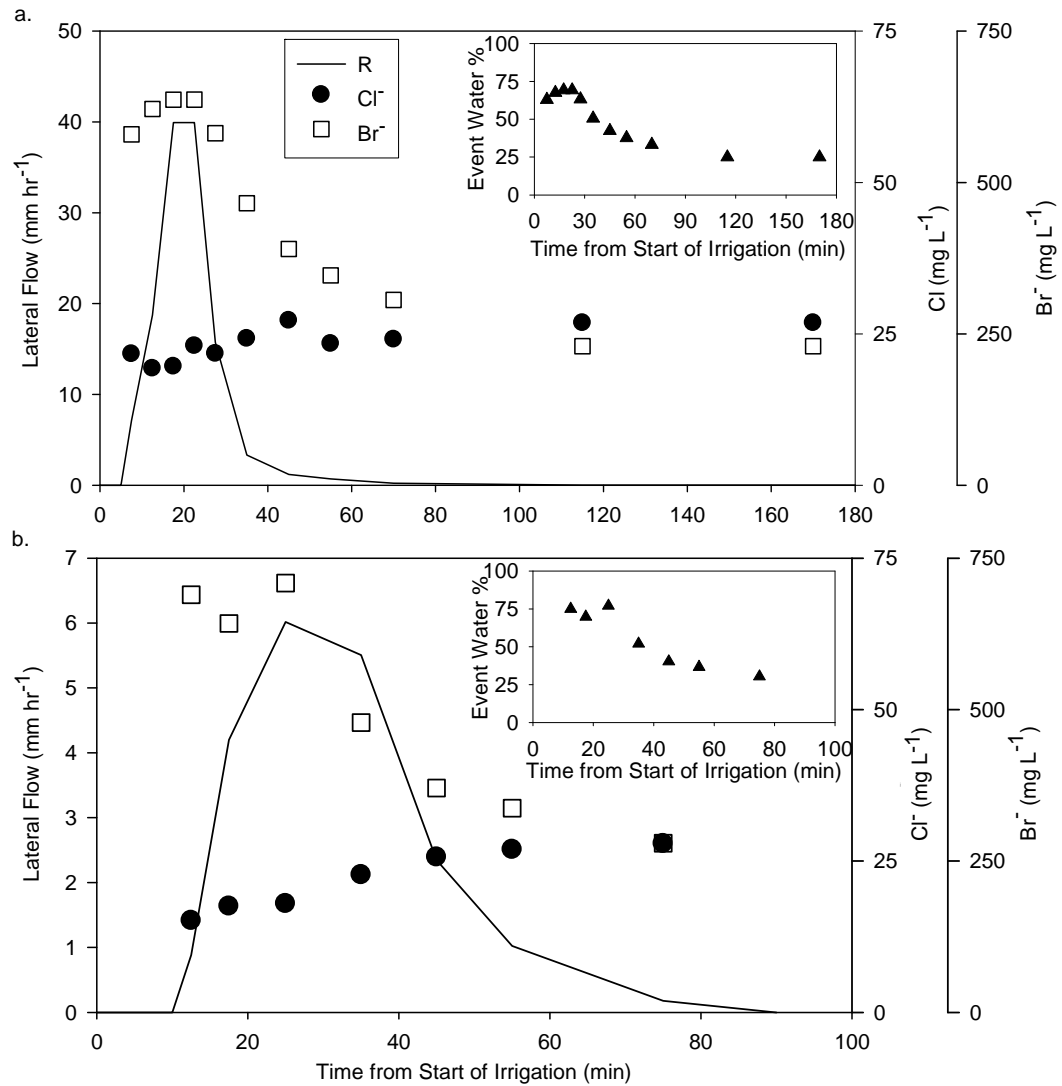 a.
50
40
30
20
10
0
Lateral Flow (mm hr-1)
R
Cl-
Br-
100
75
50
25
0
Event Water %
0 30 60 90 120 150 180
Time from Start of Irrigation (min)
75
50
25
0
Cl (mg L-1)
750
500
250
0
Br- (mg L-1)
0 20 40 60 80 100 120 140 160 180
b.
7
6
5
4
3
2
1
0
Lateral Flow (mm hr-1)
100
75
50
25
0
Event Water %
0 20 40 60 80 100
Time from Start of Irrigation (min)
75
50
25
0
Cl- (mg L-1)
750
500
250
0
Br- (mg L-1)
0 20 40 60 80 100
Time from Start of Irrigation (min)